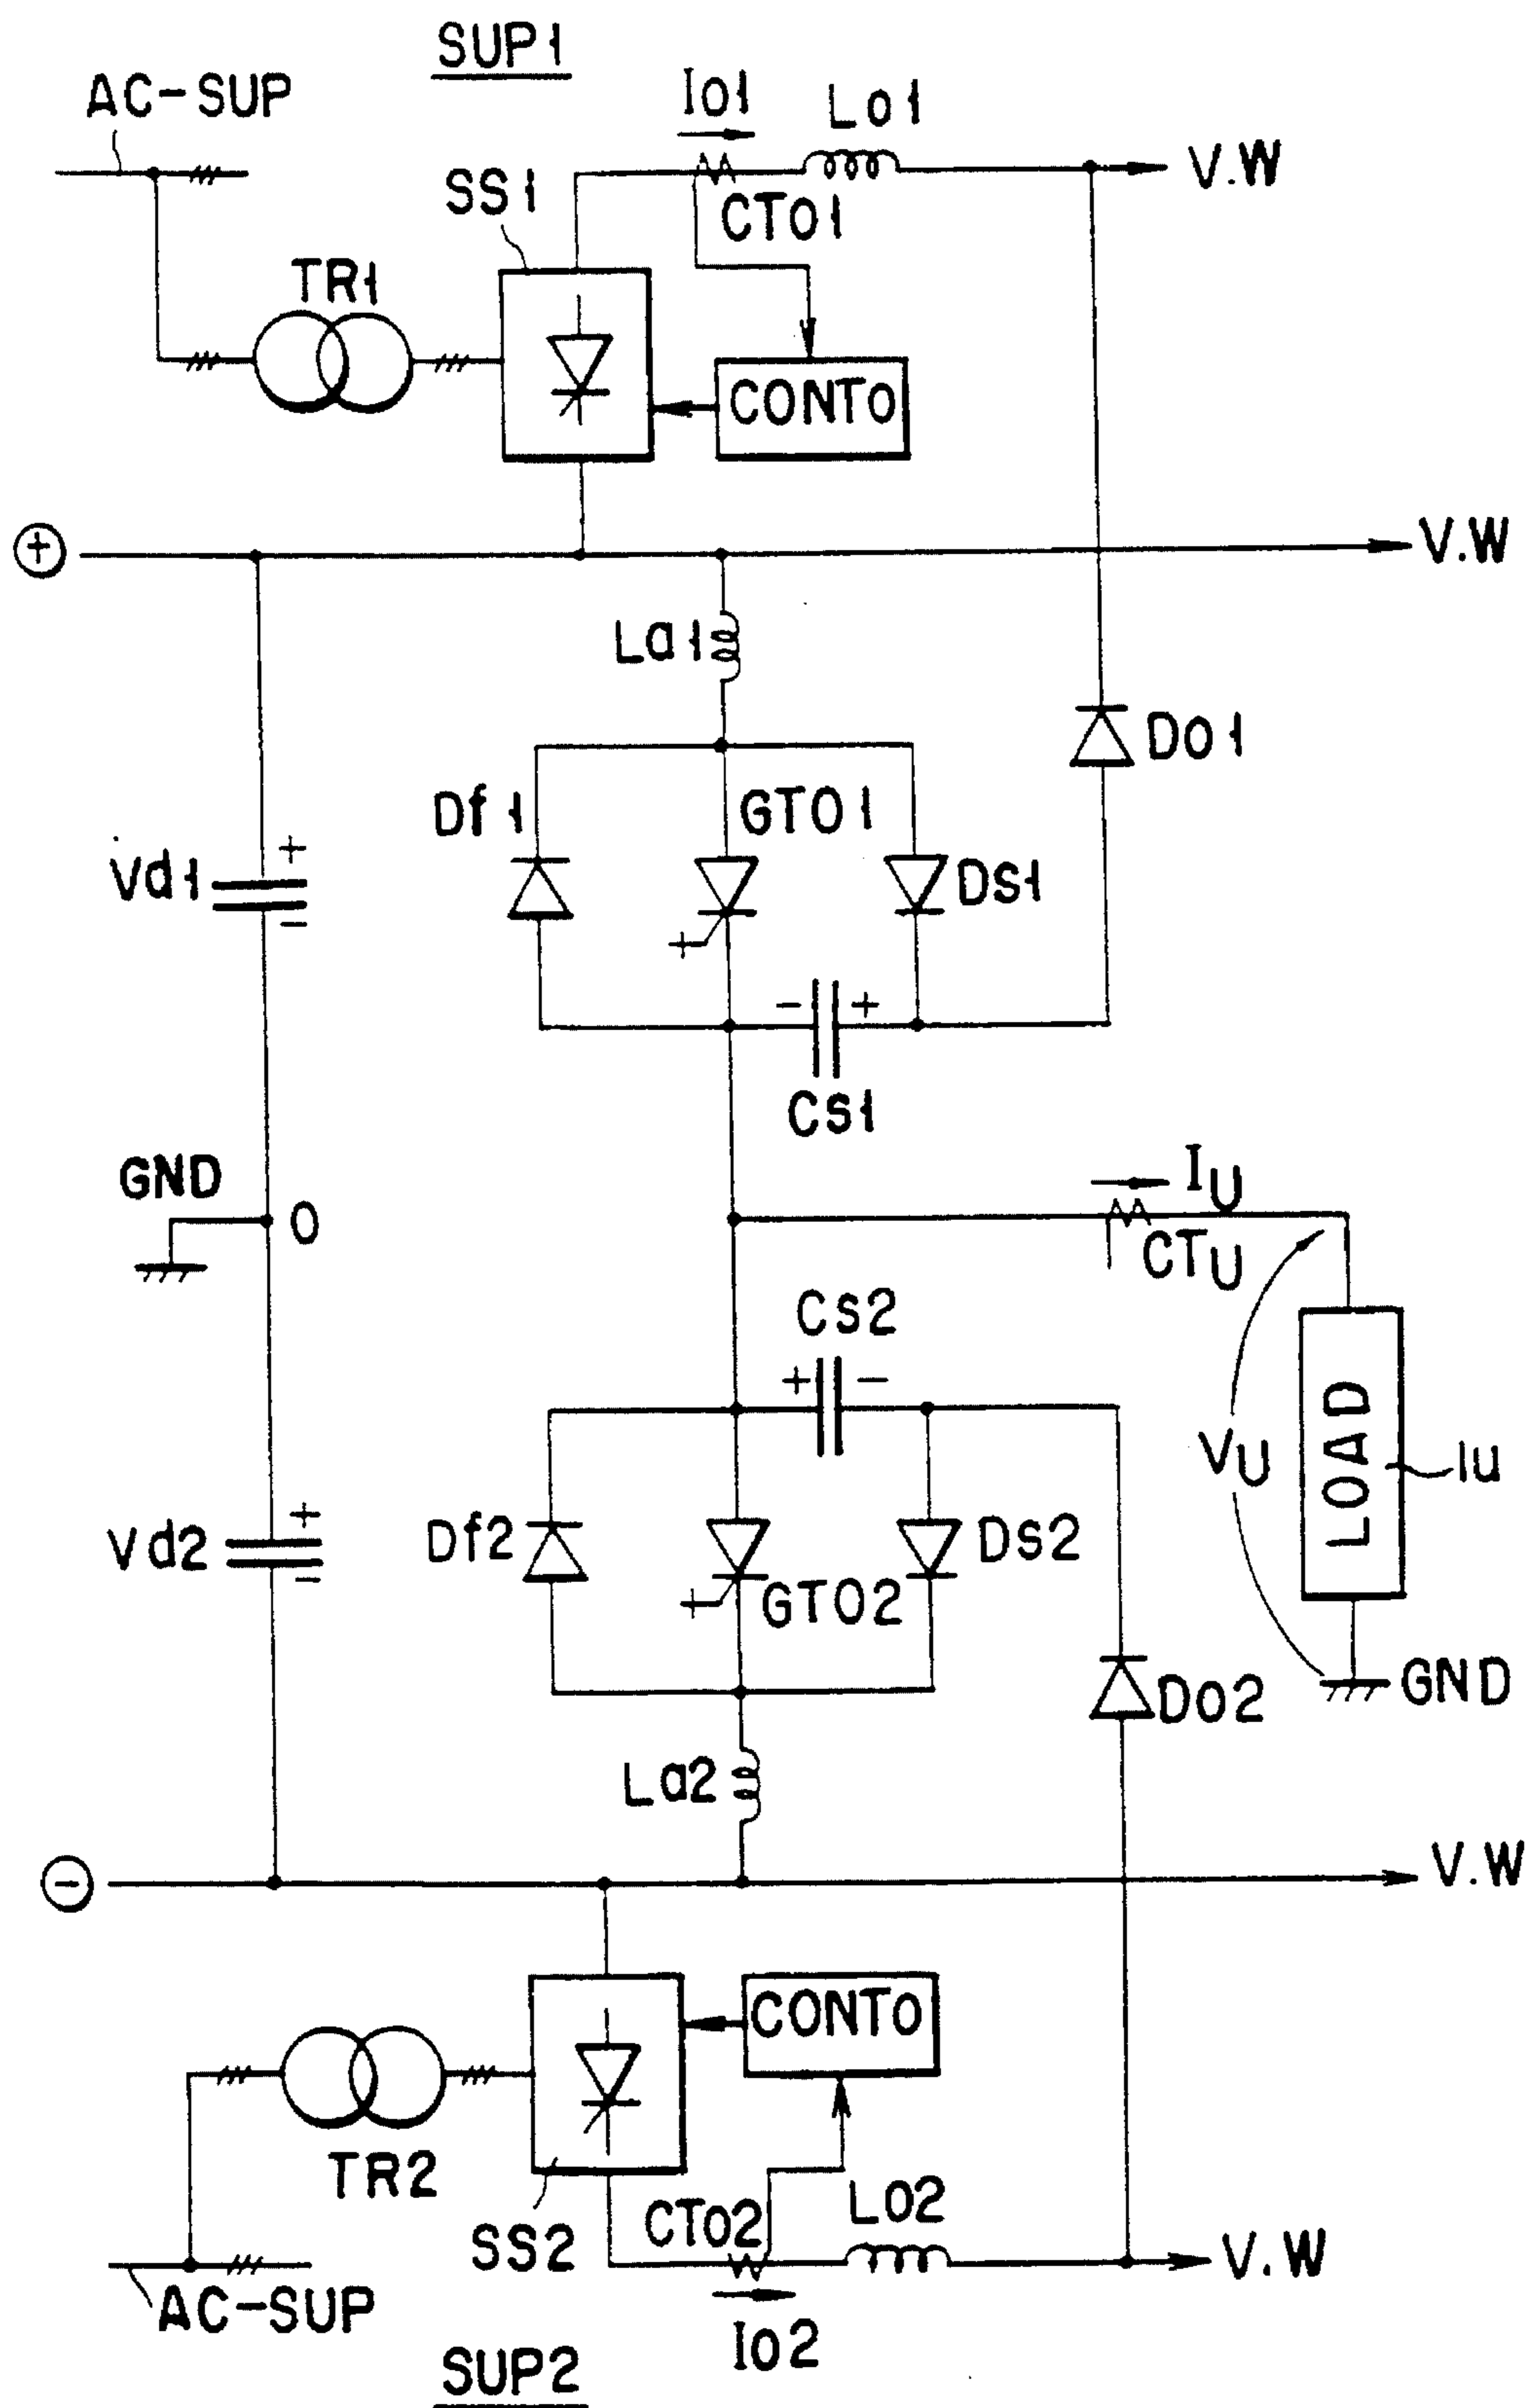 SUP1
AC-SUP
Io1
Lo1
V.W
SS1
CTo1
TR1
CONTo
+
V.W
La1
Do1
Df1
GTO1
Vd1
+
−
Ds1
+
− +
Cs1
GND
0
IU
CTU
Cs2
+ −
VU
LOAD
lu
Vd2
+
−
Df2
Ds2
+
GTO2
GND
Do2
La2
−
V.W
CONTo
TR2
SS2
CTo2
Lo2
V.W
AC-SUP
Io2
SUP2